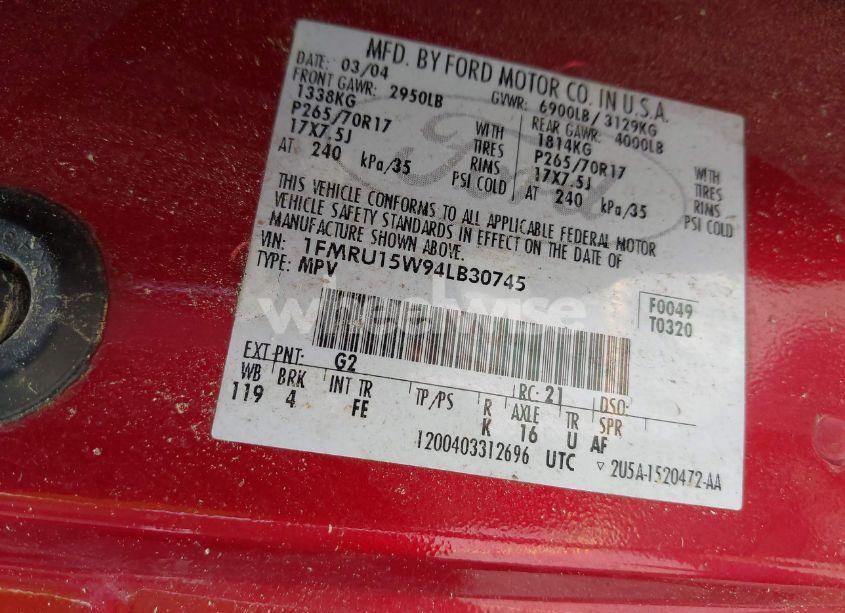 MFD. BY FORD MOTOR CO. IN U.S.A.
DATE: 03/04 GVWR: 6900LB/ 3129KG
FRONT GAWR: 2950LB REAR GAWR: 4000LB
1338KG WITH 1814KG WITH
P265/70R17 TIRES P265/70R17 TIRES
17X7.5J RIMS 17X7.5J RIMS
AT 240 kPa/35 PSI COLD AT 240 kPa/35 PSI COLD
THIS VEHICLE CONFORMS TO ALL APPLICABLE FEDERAL MOTOR
VEHICLE SAFETY STANDARDS IN EFFECT ON THE DATE OF
MANUFACTURE SHOWN ABOVE.
VIN: 1FMRU15W94LB30745
TYPE: MPV
F0049
T0320
Ford
wheelwise
EXT PNT: G2 RC: 21 DSO:
WB BRK INT TR TP/PS R AXLE TR SPR
119 4 FE K 16 U AF
1200403312696 UTC ▽ 2U5A-1520472-AA